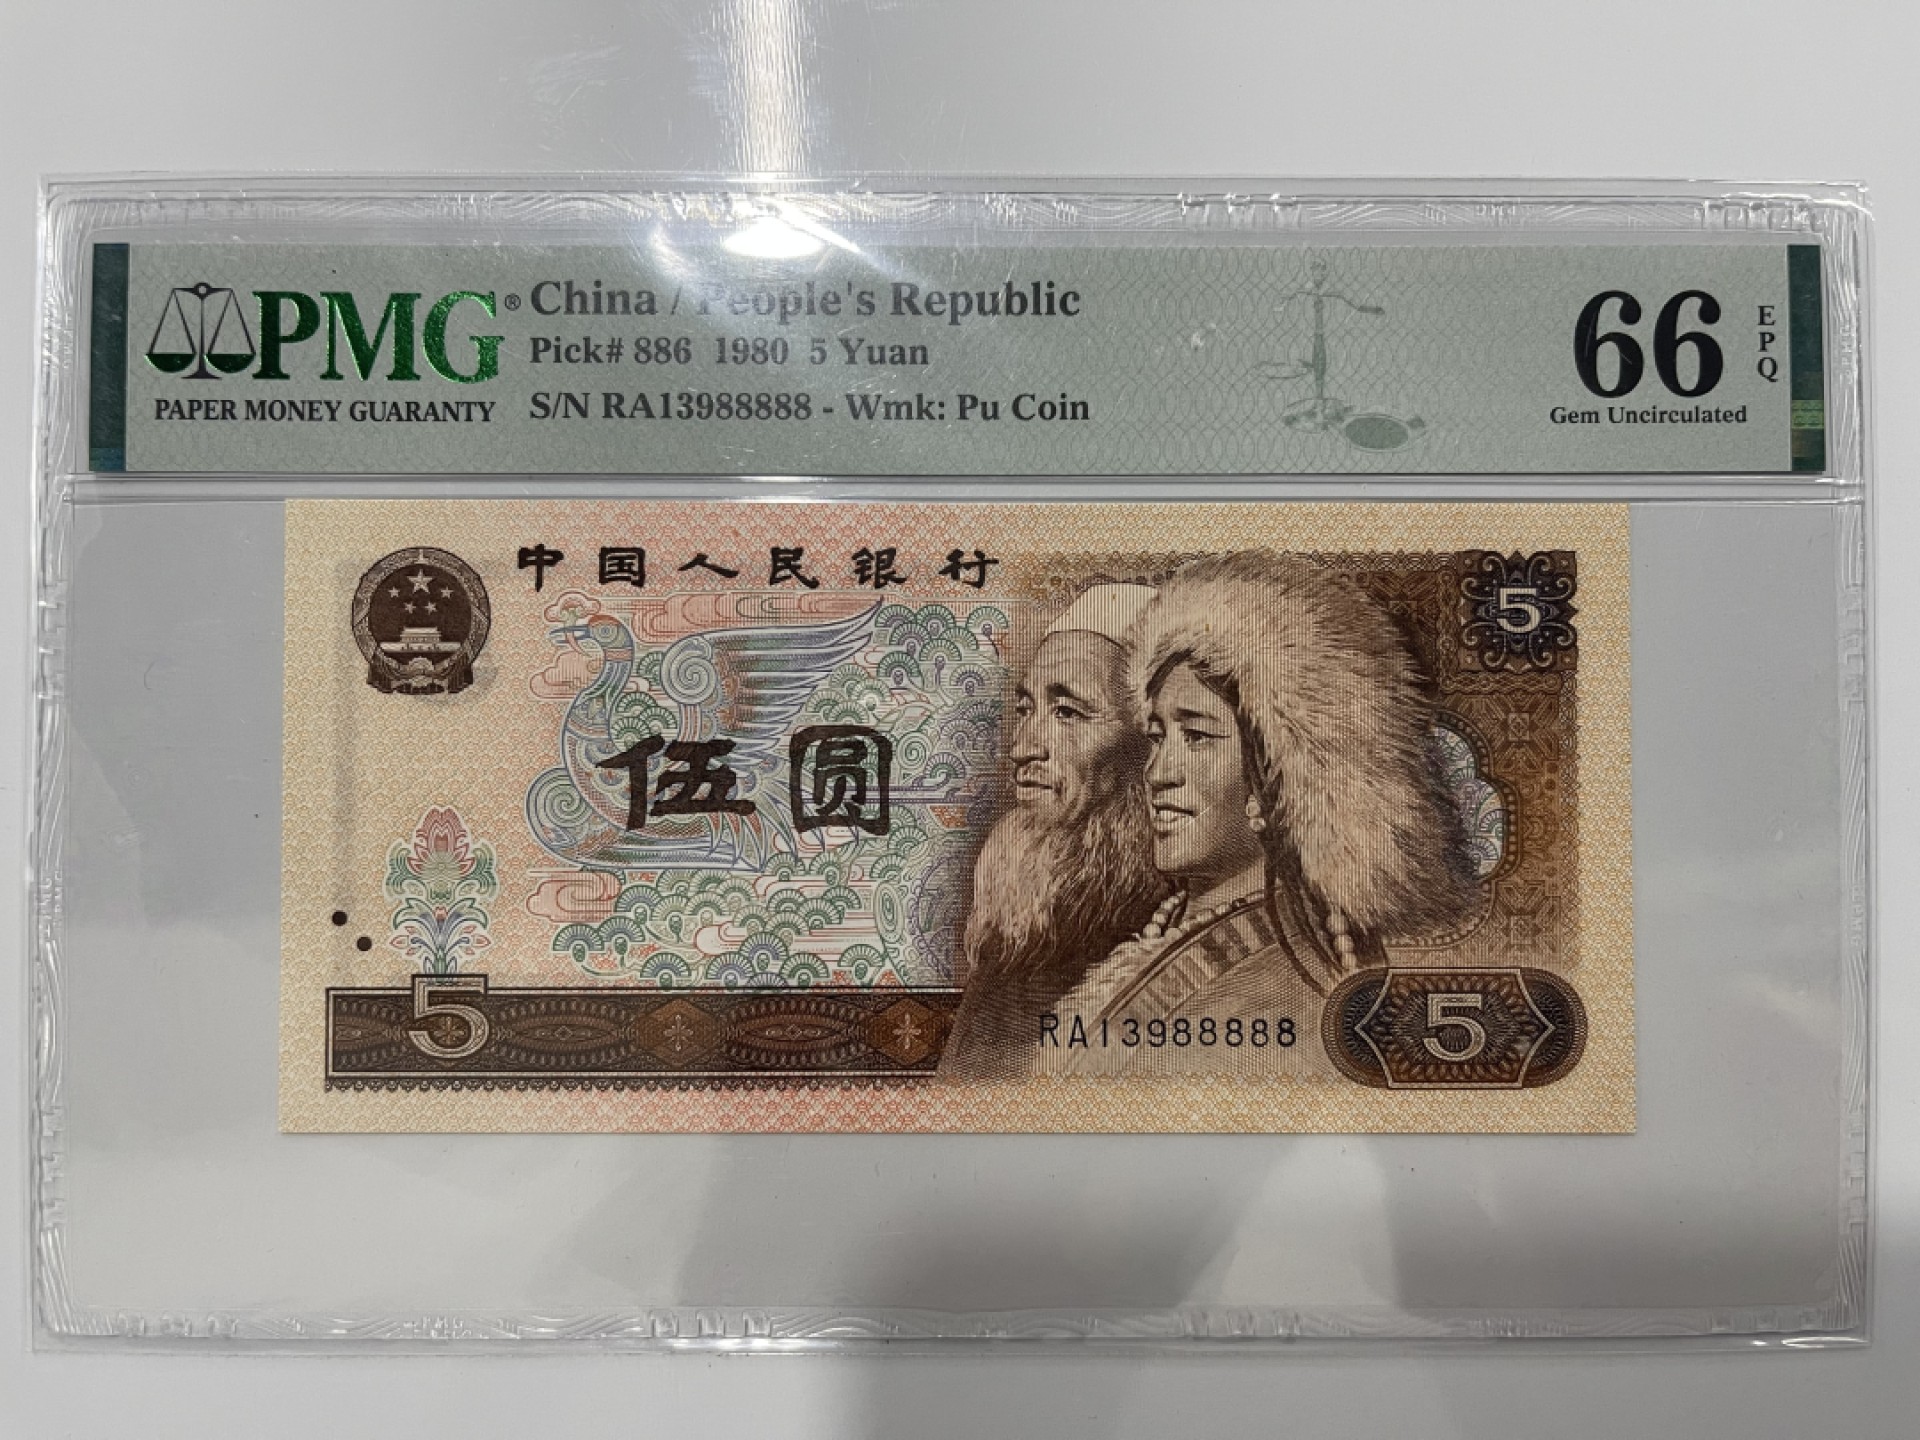 PMG®
PAPER MONEY GUARANTY
China / People's Republic
Pick# 886 1980 5 Yuan
S/N RA13988888 - Wmk: Pu Coin
66
EPQ
Gem Uncirculated
中国人民银行
5
伍圆
5
RA13988888
5